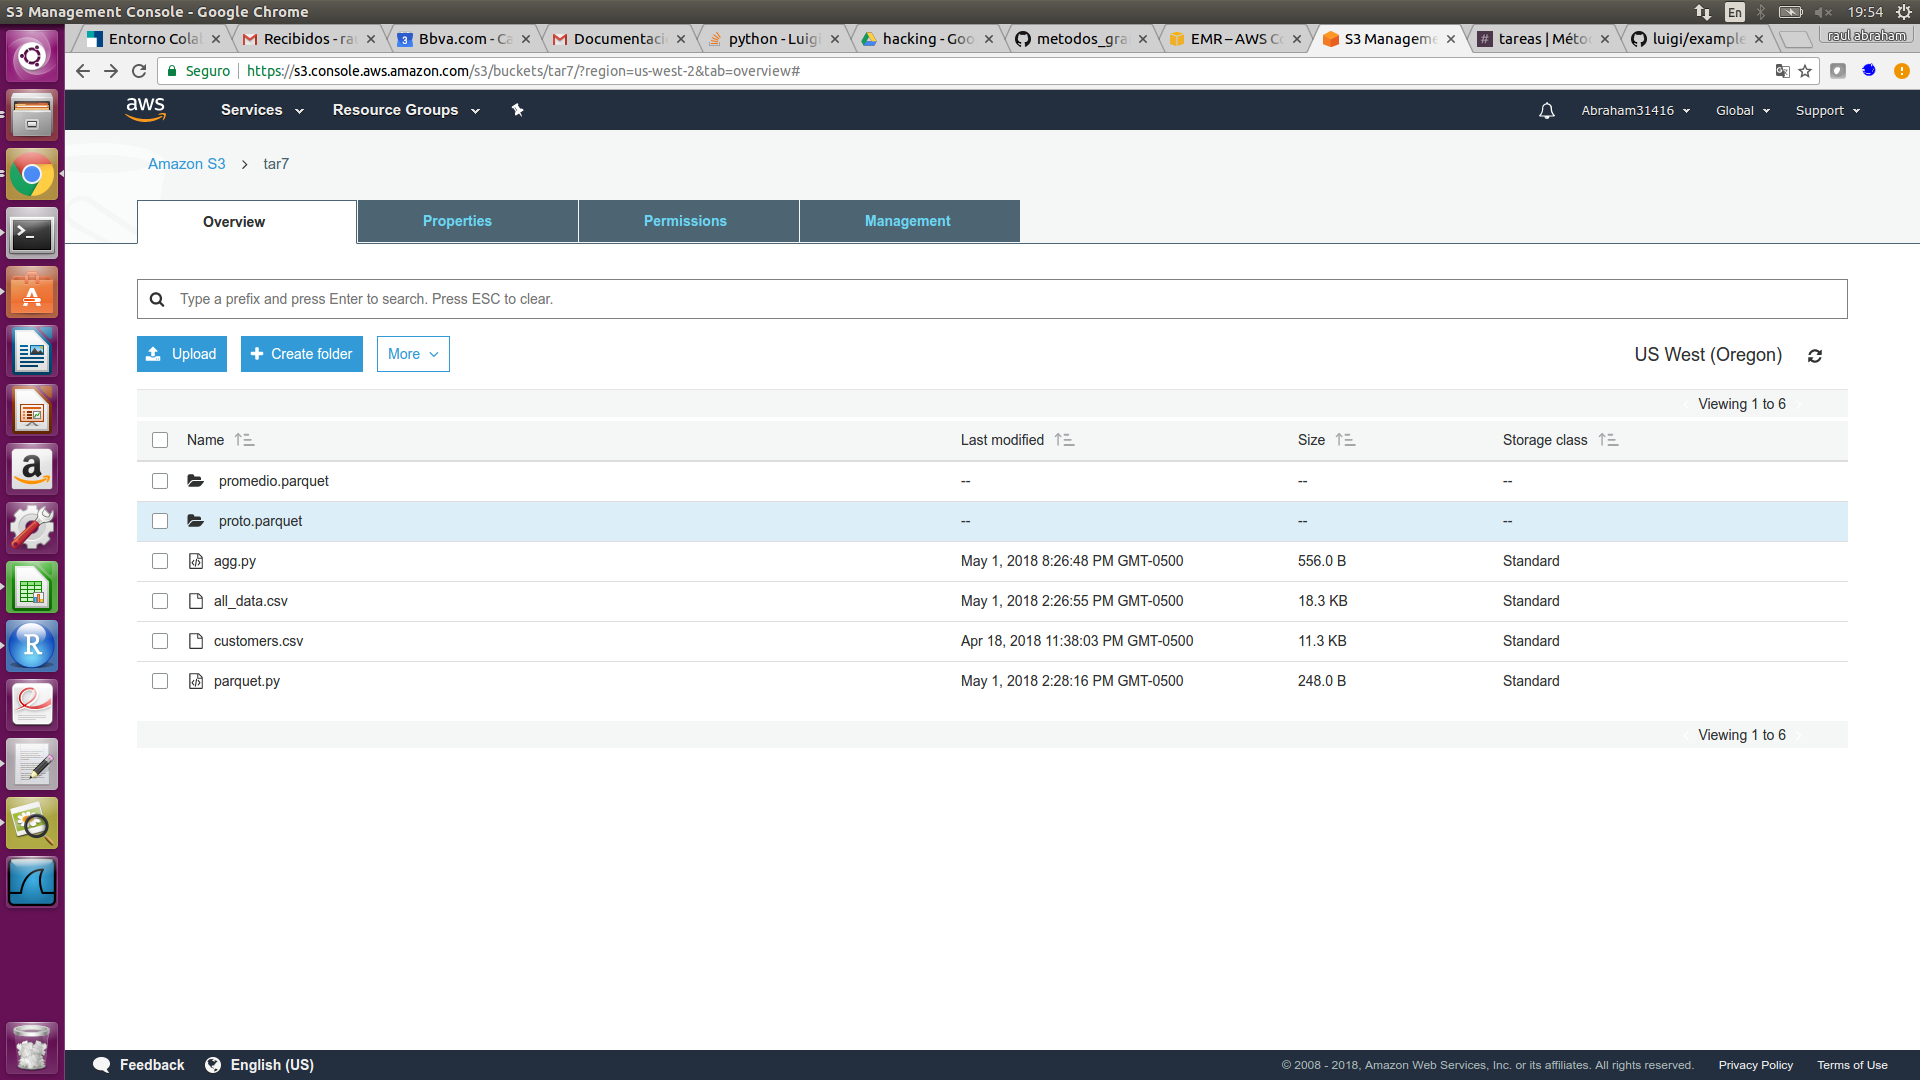 S3 Management Console - Google Chrome
En
19:54
Entorno Cola
Recibidos - rau
Bbva.com - Ca
Documentaci
python - Luigi
hacking - Goo
metodos_gra
EMR – AWS Co
S3 Manageme
tareas | Méto
luigi/example
raul abraham
Seguro
https://s3.console.aws.amazon.com/s3/buckets/tar7/?region=us-west-2&tab=overview#
aws
Services
Resource Groups
Abraham31416
Global
Support
Amazon S3 > tar7
Overview
Properties
Permissions
Management
Type a prefix and press Enter to search. Press ESC to clear.
Upload
Create folder
More
US West (Oregon)
Viewing 1 to 6
Name Last modified Size Storage class
promedio.parquet -- -- --
proto.parquet -- -- --
agg.py May 1, 2018 8:26:48 PM GMT-0500 556.0 B Standard
all_data.csv May 1, 2018 2:26:55 PM GMT-0500 18.3 KB Standard
customers.csv Apr 18, 2018 11:38:03 PM GMT-0500 11.3 KB Standard
parquet.py May 1, 2018 2:28:16 PM GMT-0500 248.0 B Standard
Viewing 1 to 6
Feedback
English (US)
© 2008 - 2018, Amazon Web Services, Inc. or its affiliates. All rights reserved.
Privacy Policy
Terms of Use